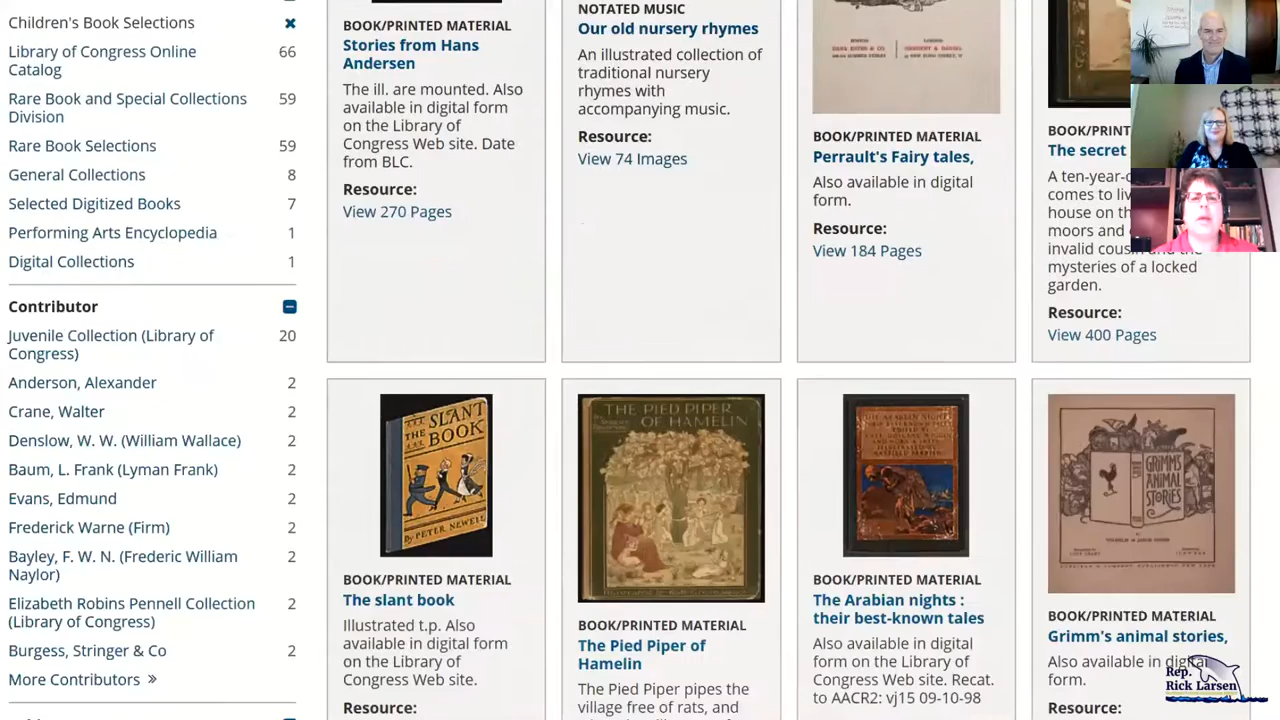 Children's Book Selections
Library of Congress Online 66
Catalog
Rare Book and Special Collections 59
Division
Rare Book Selections 59
General Collections 8
Selected Digitized Books 7
Performing Arts Encyclopedia 1
Digital Collections 1
Contributor
Juvenile Collection (Library of 20
Congress)
Anderson, Alexander 2
Crane, Walter 2
Denslow, W. W. (William Wallace) 2
Baum, L. Frank (Lyman Frank) 2
Evans, Edmund 2
Frederick Warne (Firm) 2
Bayley, F. W. N. (Frederic William 2
Naylor)
Elizabeth Robins Pennell Collection 2
(Library of Congress)
Burgess, Stringer & Co 2
More Contributors »
BOOK/PRINTED MATERIAL
Stories from Hans
Andersen
The ill. are mounted. Also
available in digital form
on the Library of
Congress Web site. Date
from BLC.
Resource:
View 270 Pages
NOTATED MUSIC
Our old nursery rhymes
An illustrated collection of
traditional nursery
rhymes with
accompanying music.
Resource:
View 74 Images
BOOK/PRINTED MATERIAL
Perrault's Fairy tales,
Also available in digital
form.
Resource:
View 184 Pages
BOOK/PRINT
The secret
A ten-year-
comes to liv
house on th
moors and
invalid cousin and the
mysteries of a locked
garden.
Resource:
View 400 Pages
THE SLANT
BOOK
By PETER NEWELL
BOOK/PRINTED MATERIAL
The slant book
Illustrated t.p. Also
available in digital form
on the Library of
Congress Web site.
Resource:
THE PIED PIPER
OF HAMELIN
BOOK/PRINTED MATERIAL
The Pied Piper of
Hamelin
The Pied Piper pipes the
village free of rats, and
THE ARABIAN NIGHTS
BOOK/PRINTED MATERIAL
The Arabian nights :
their best-known tales
Also available in digital
form on the Library of
Congress Web site. Recat.
to AACR2: vj15 09-10-98
GRIMM'S
ANIMAL
STORIES
BOOK/PRINTED MATERIAL
Grimm's animal stories,
Also available in digital
form.
Resource:
Rep.
Rick Larsen